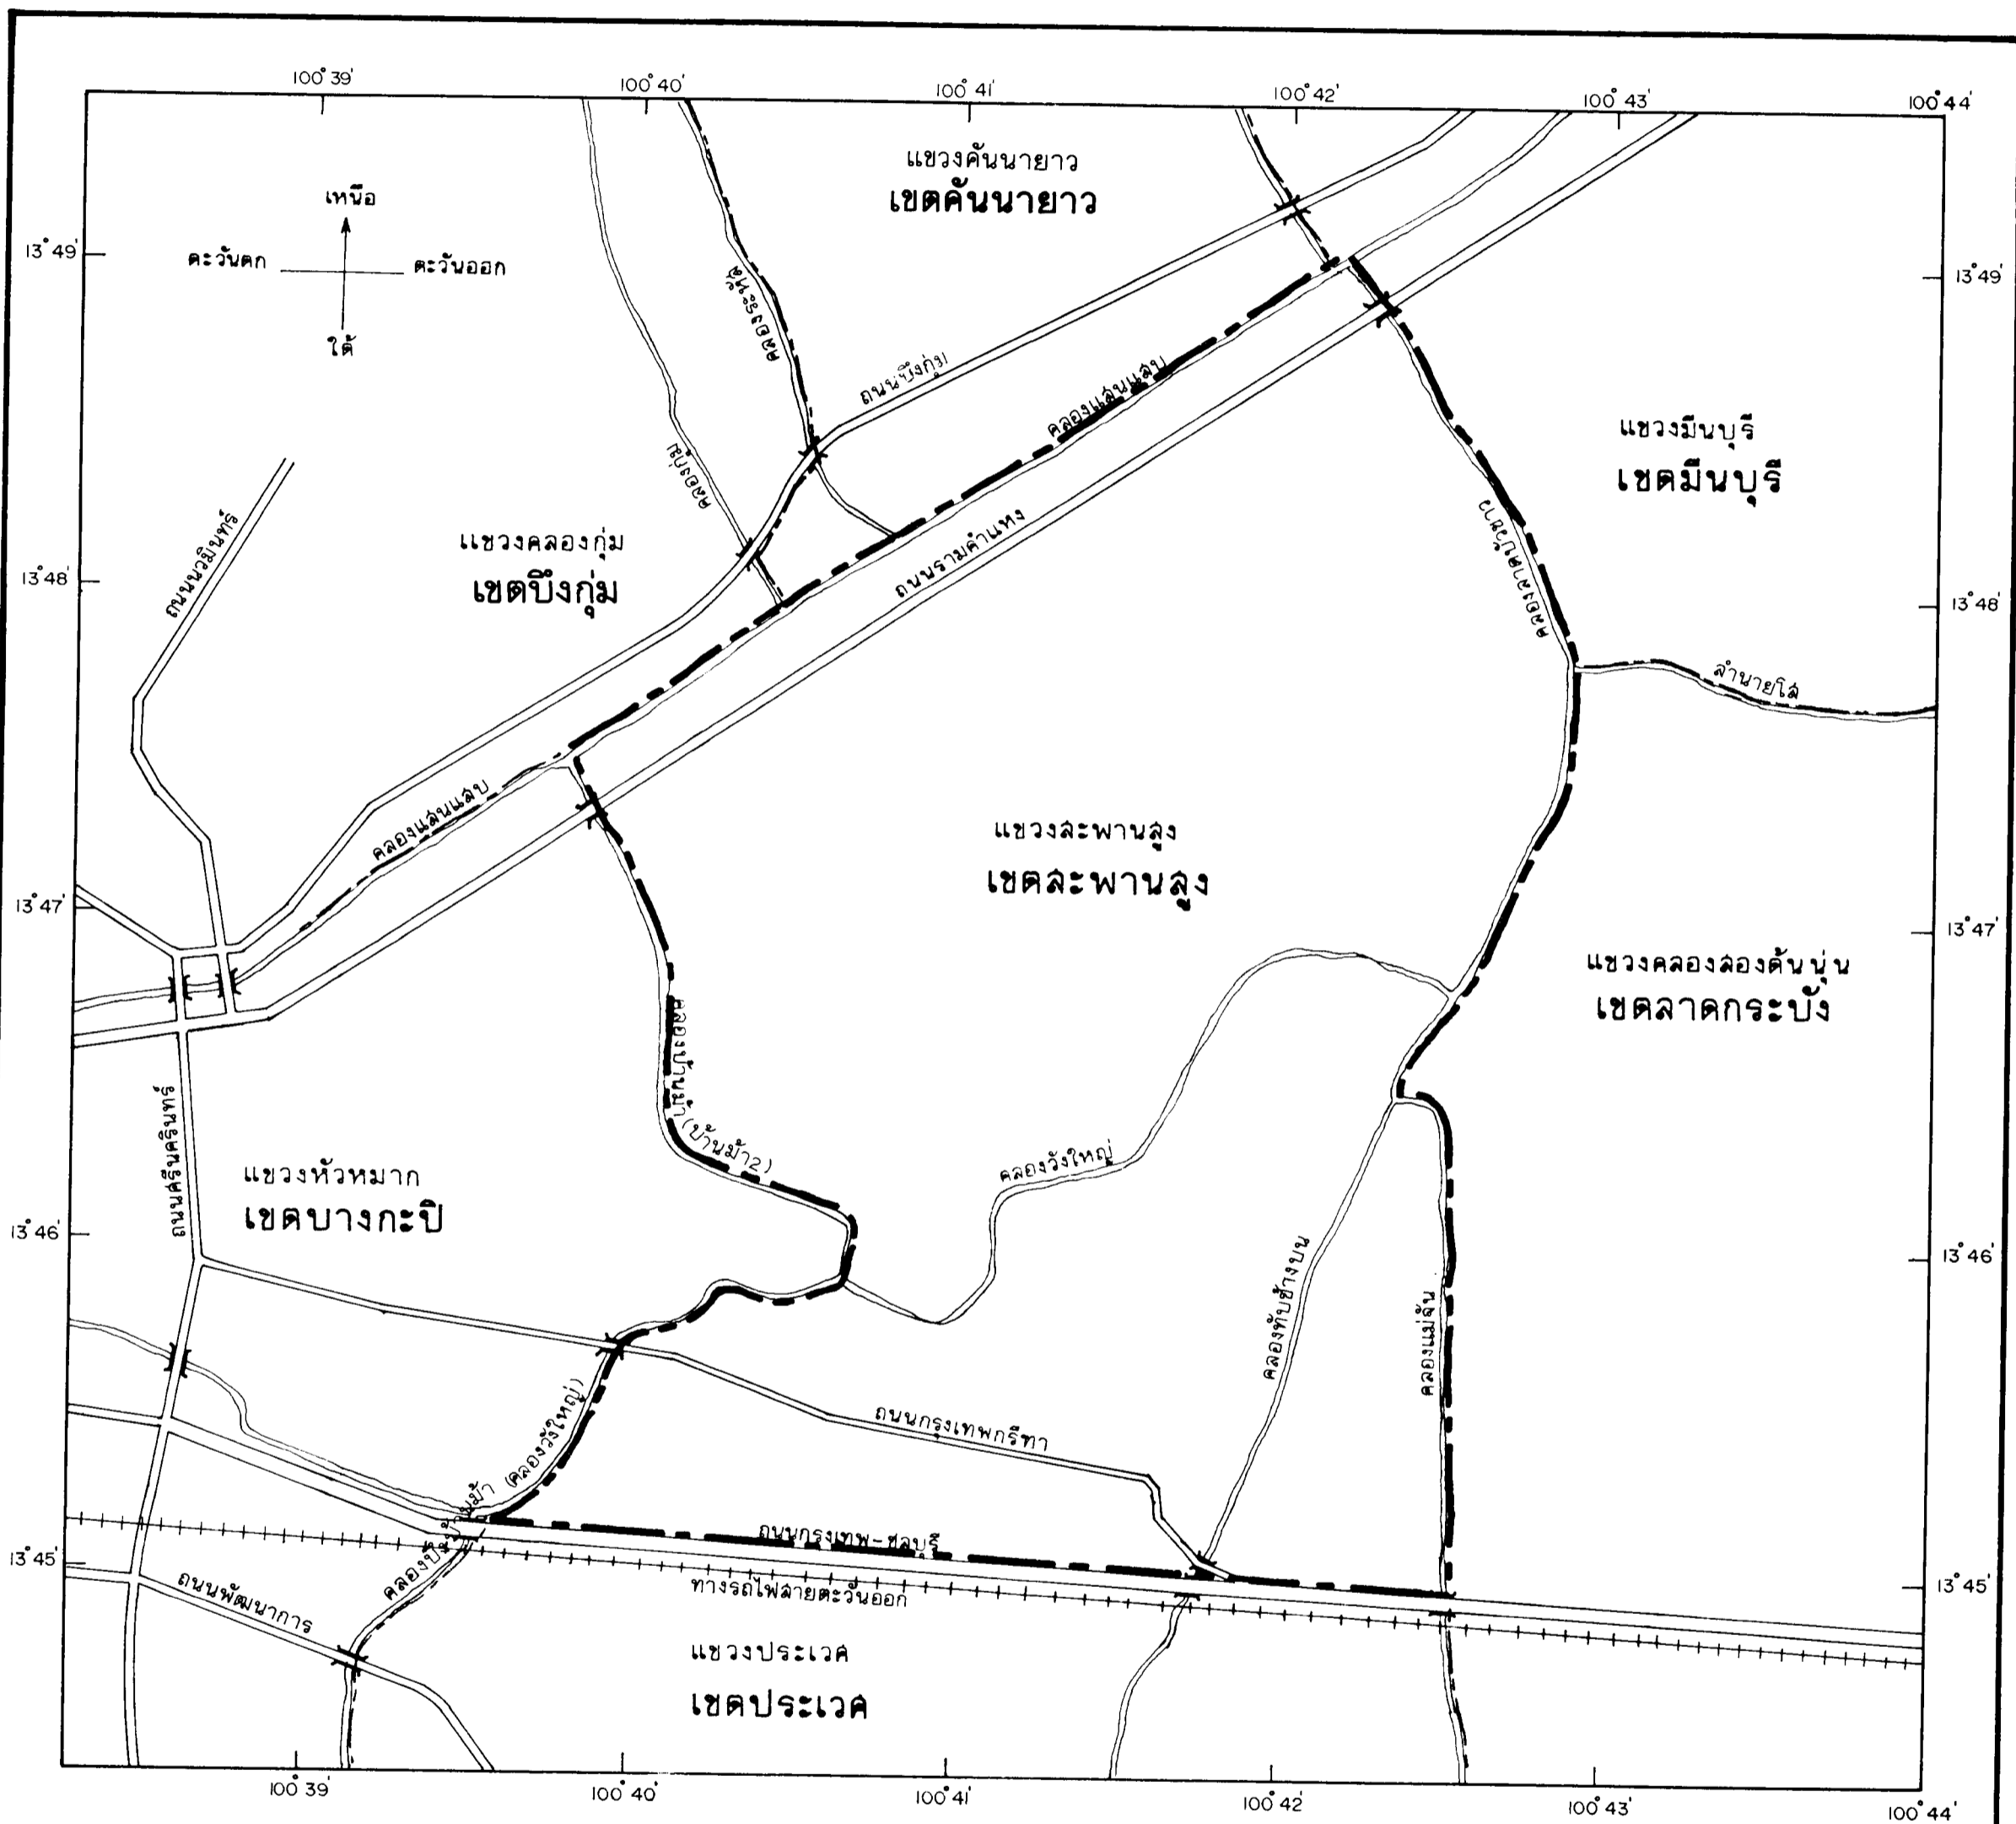 100°39'
100°40'
100°41'
100°42'
100°43'
100°44'
แขวงคันนายาว
เขตคันนายาว
เหนือ
ตะวันตก
ตะวันออก
ใต้
13°49'
13°49'
คลองระหัส
ถนนบึงกุ่ม
คลองแสนแสบ
คลองกุ่ม
แขวงมีนบุรี
เขตมีนบุรี
ถนนนวมินทร์
แขวงคลองกุ่ม
เขตบึงกุ่ม
ถนนรามคำแหง
คลองลาดบัวขาว
13°48'
13°48'
ลำนายโส
คลองแสนแสบ
แขวงสะพานสูง
เขตสะพานสูง
13°47'
13°47'
แขวงคลองสองต้นนุ่น
เขตลาดกระบัง
คลองบ้านม้า (บ้านม้า2)
ถนนศรีนครินทร์
คลองวังใหญ่
แขวงหัวหมาก
เขตบางกะปิ
13°46'
13°46'
คลองทับช้างบน
คลองแม่จัน
ถนนกรุงเทพกรีฑา
(คลองวังใหญ่)
ถนนกรุงเทพ-ชลบุรี
ทางรถไฟสายตะวันออก
13°45'
13°45'
ถนนพัฒนาการ
แขวงประเวศ
เขตประเวศ
100°39'
100°40'
100°41'
100°42'
100°43'
100°44'